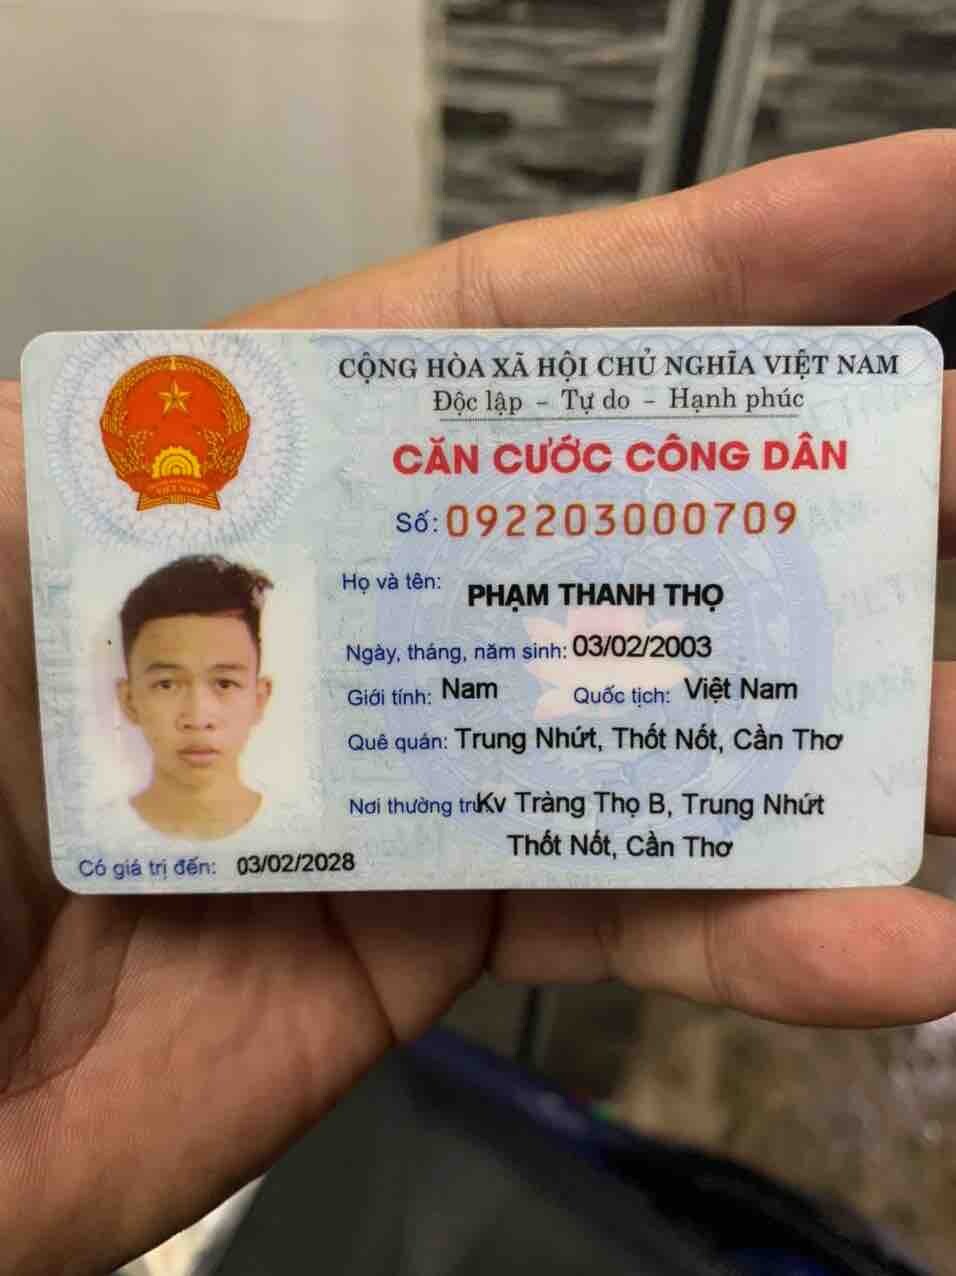 CỘNG HÒA XÃ HỘI CHỦ NGHĨA VIỆT NAM
Độc lập - Tự do - Hạnh phúc
CĂN CƯỚC CÔNG DÂN
Số: 092203000709
Họ và tên: PHẠM THANH THỌ
Ngày, tháng, năm sinh: 03/02/2003
Giới tính: Nam Quốc tịch: Việt Nam
Quê quán: Trung Nhứt, Thốt Nốt, Cần Thơ
Nơi thường trú Kv Tràng Thọ B, Trung Nhứt
Thốt Nốt, Cần Thơ
Có giá trị đến: 03/02/2028
VIỆT NAM